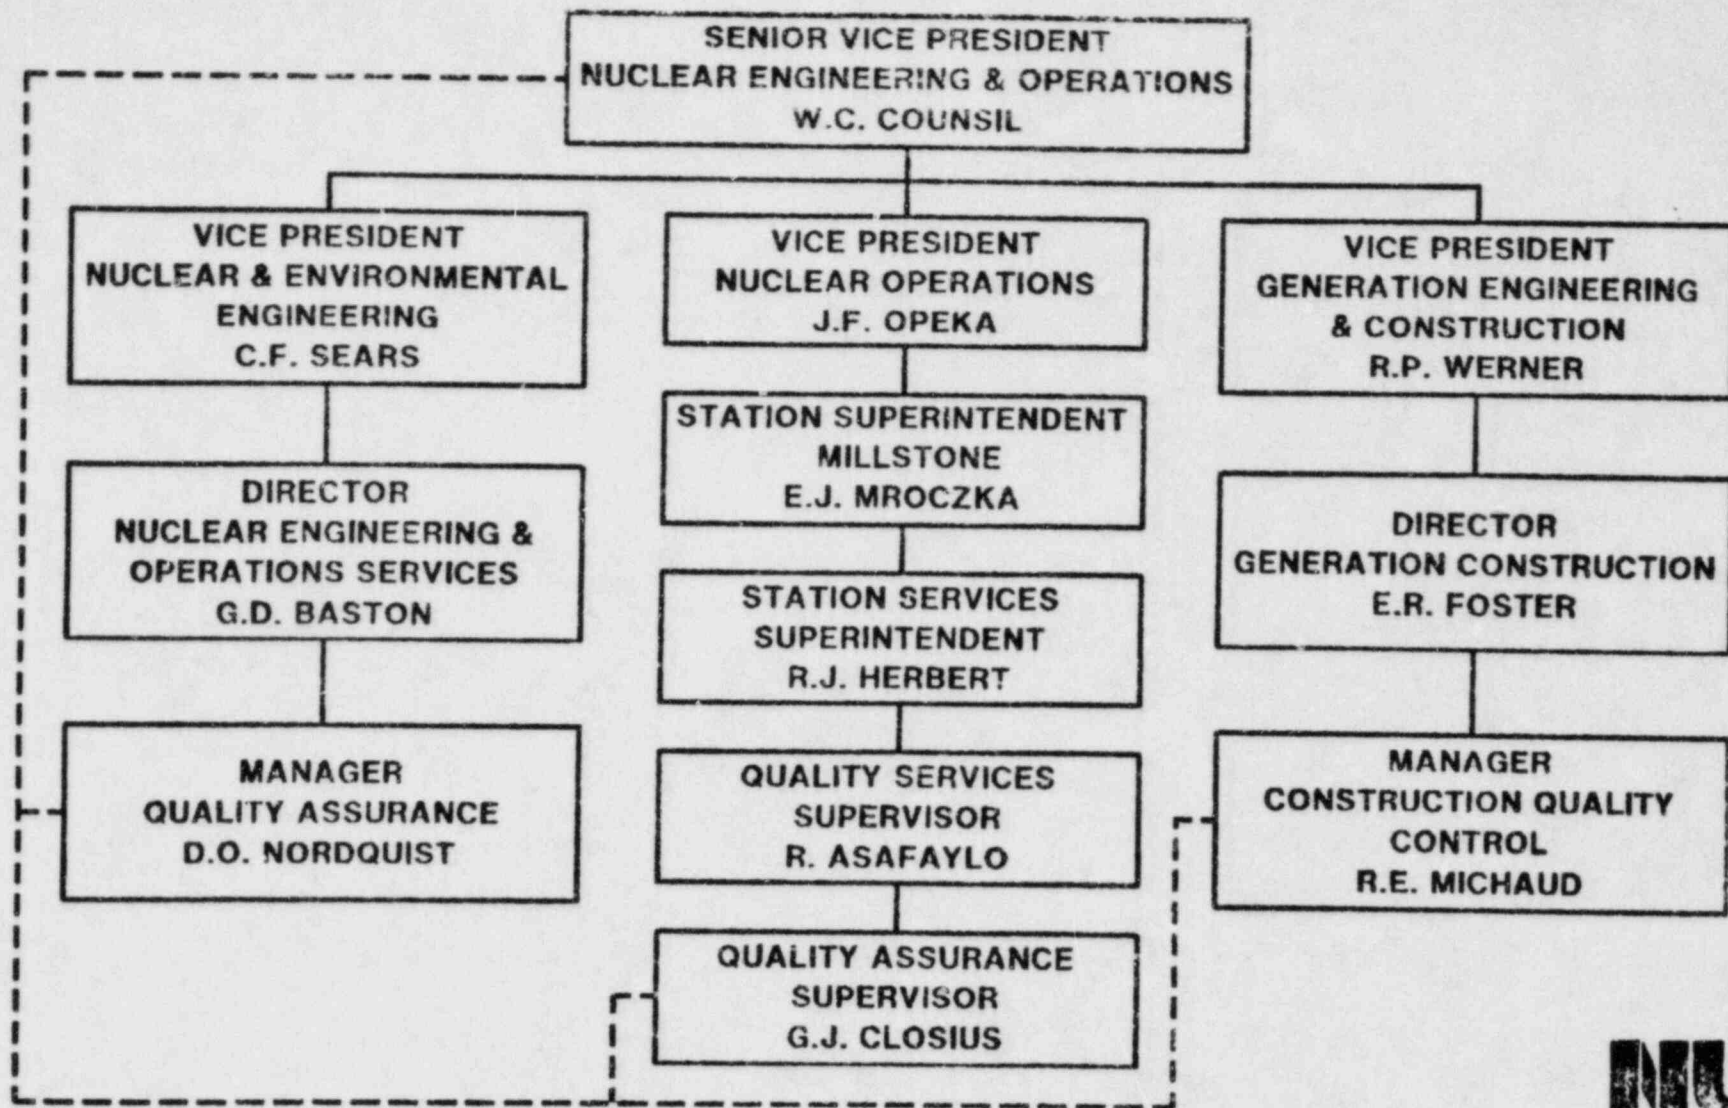 SENIOR VICE PRESIDENT
NUCLEAR ENGINEERING & OPERATIONS
W.C. COUNSIL
VICE PRESIDENT
NUCLEAR & ENVIRONMENTAL
ENGINEERING
C.F. SEARS
VICE PRESIDENT
NUCLEAR OPERATIONS
J.F. OPEKA
VICE PRESIDENT
GENERATION ENGINEERING
& CONSTRUCTION
R.P. WERNER
STATION SUPERINTENDENT
MILLSTONE
E.J. MROCZKA
DIRECTOR
NUCLEAR ENGINEERING &
OPERATIONS SERVICES
G.D. BASTON
DIRECTOR
GENERATION CONSTRUCTION
E.R. FOSTER
STATION SERVICES
SUPERINTENDENT
R.J. HERBERT
MANAGER
QUALITY ASSURANCE
D.O. NORDQUIST
QUALITY SERVICES
SUPERVISOR
R. ASAFAYLO
MANAGER
CONSTRUCTION QUALITY
CONTROL
R.E. MICHAUD
QUALITY ASSURANCE
SUPERVISOR
G.J. CLOSIUS